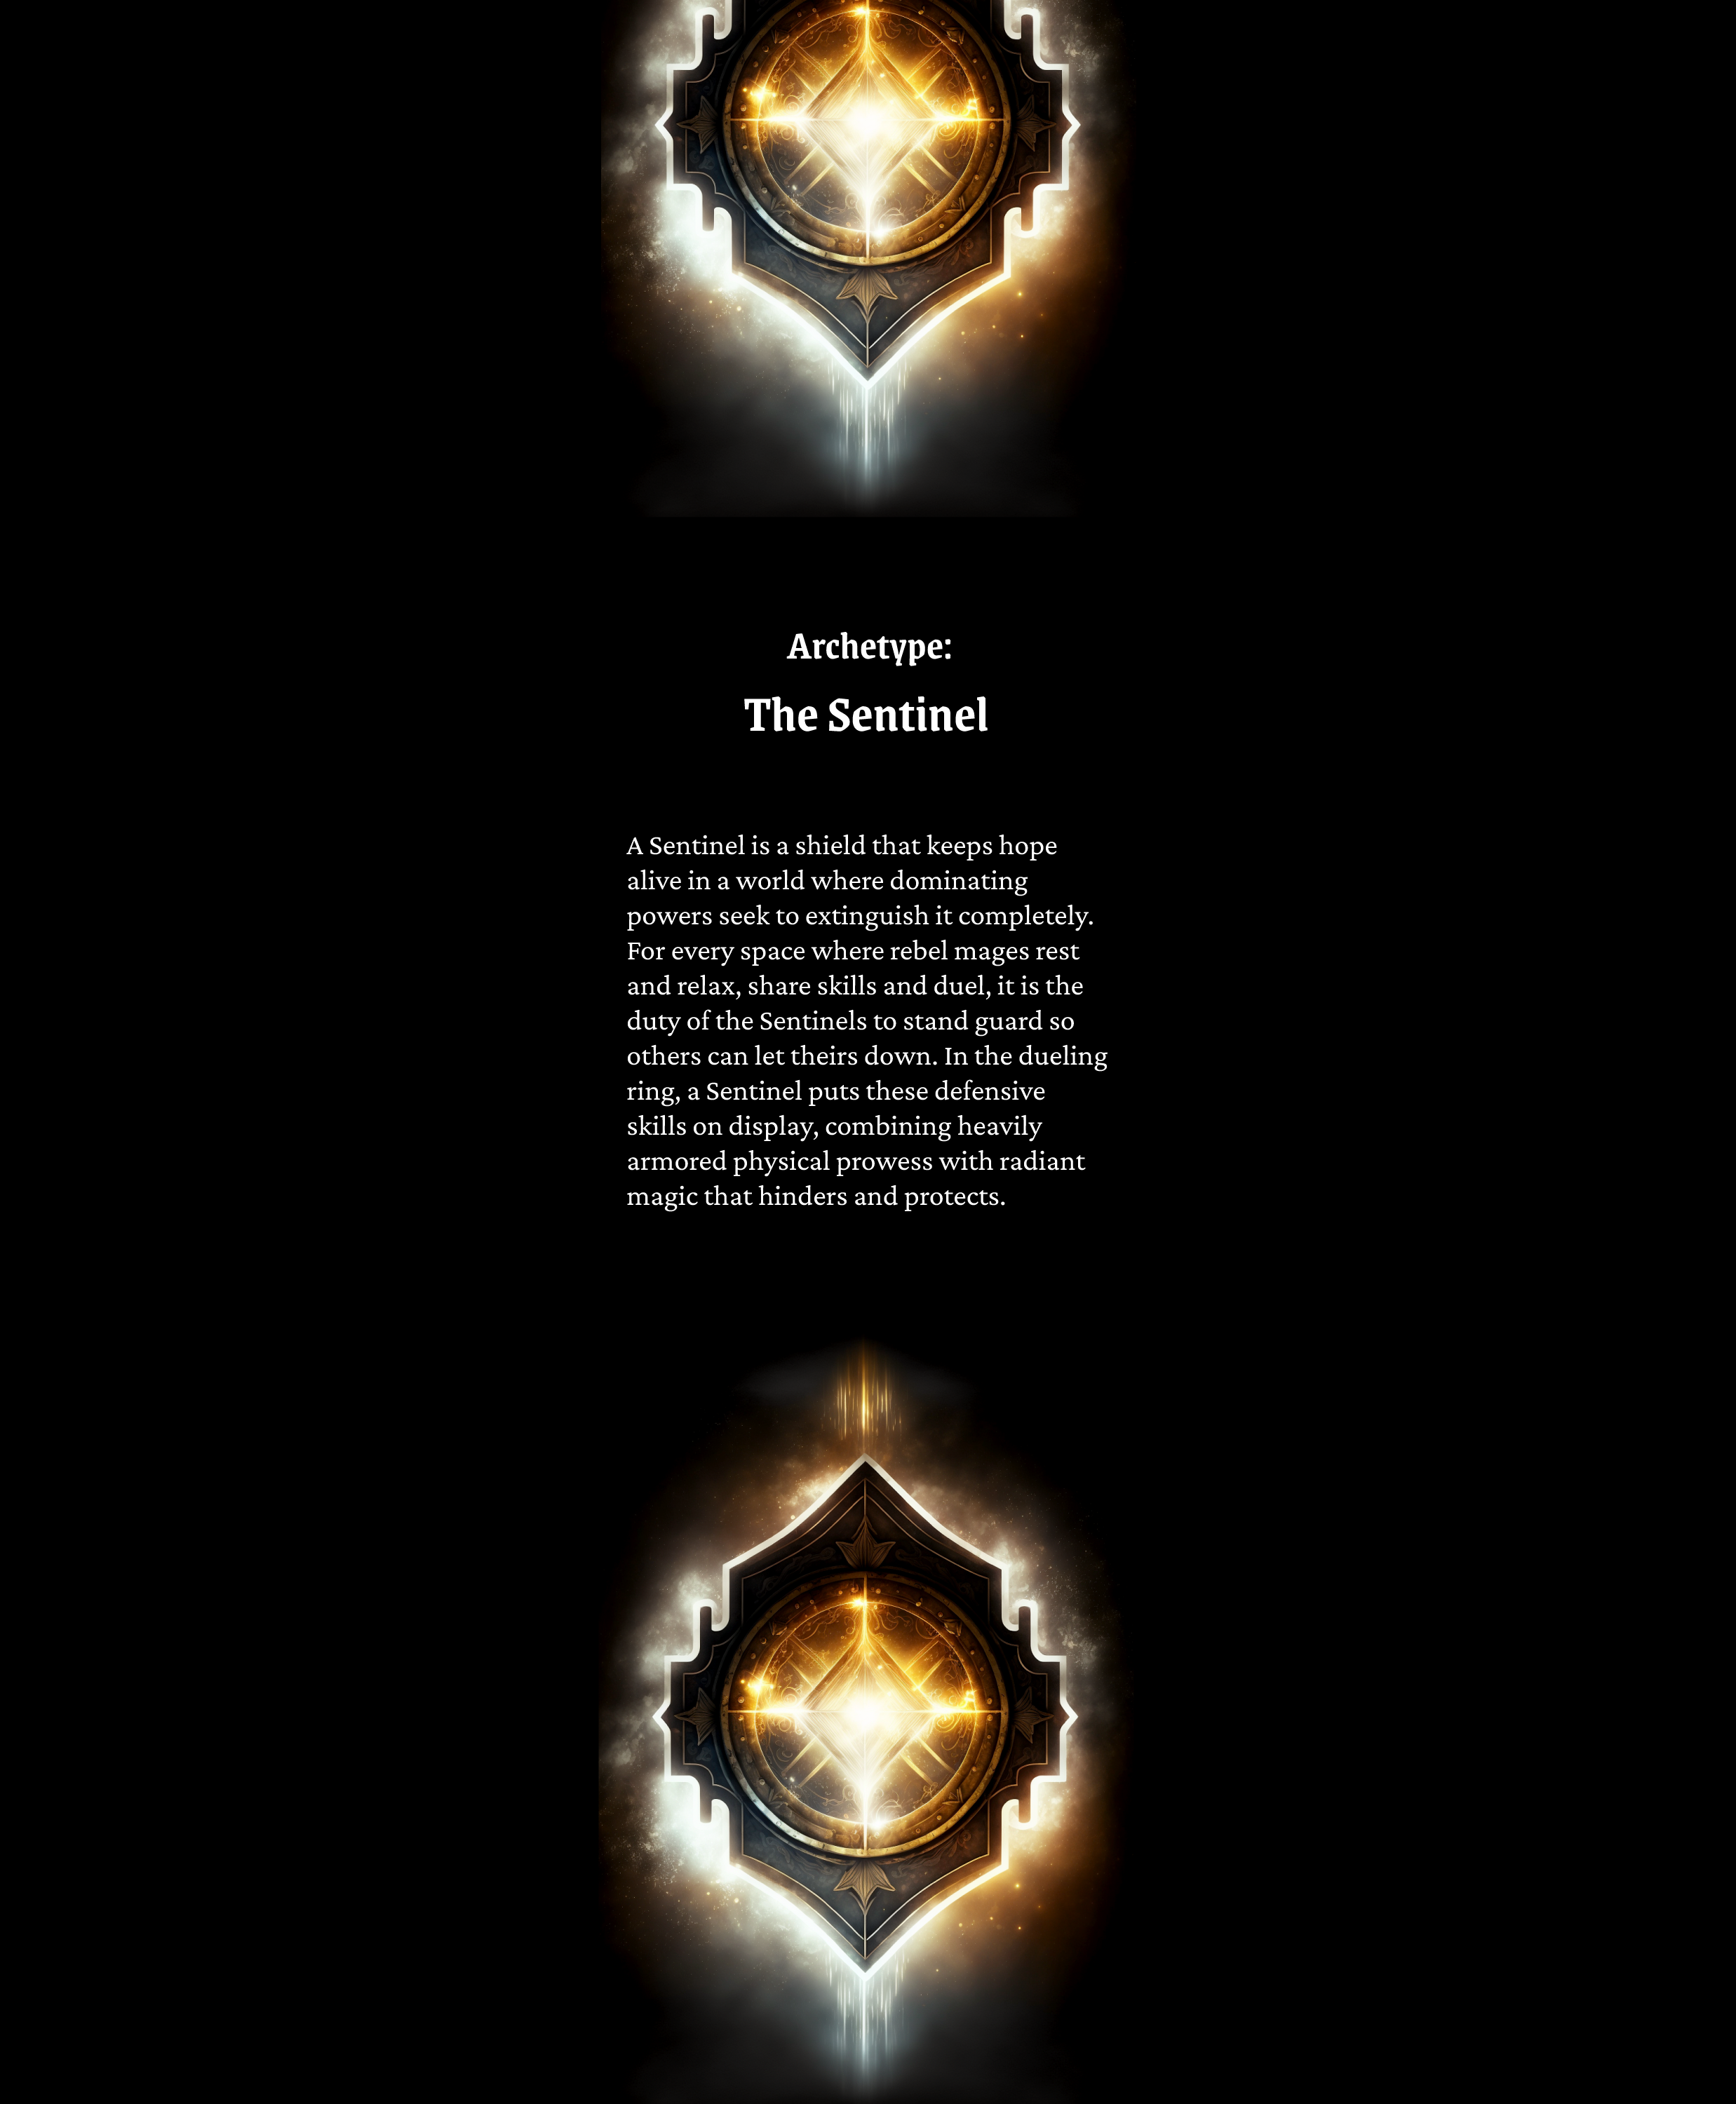 Archetype:
The Sentinel
A Sentinel is a shield that keeps hope
alive in a world where dominating
powers seek to extinguish it completely.
For every space where rebel mages rest
and relax, share skills and duel, it is the
duty of the Sentinels to stand guard so
others can let theirs down. In the dueling
ring, a Sentinel puts these defensive
skills on display, combining heavily
armored physical prowess with radiant
magic that hinders and protects.